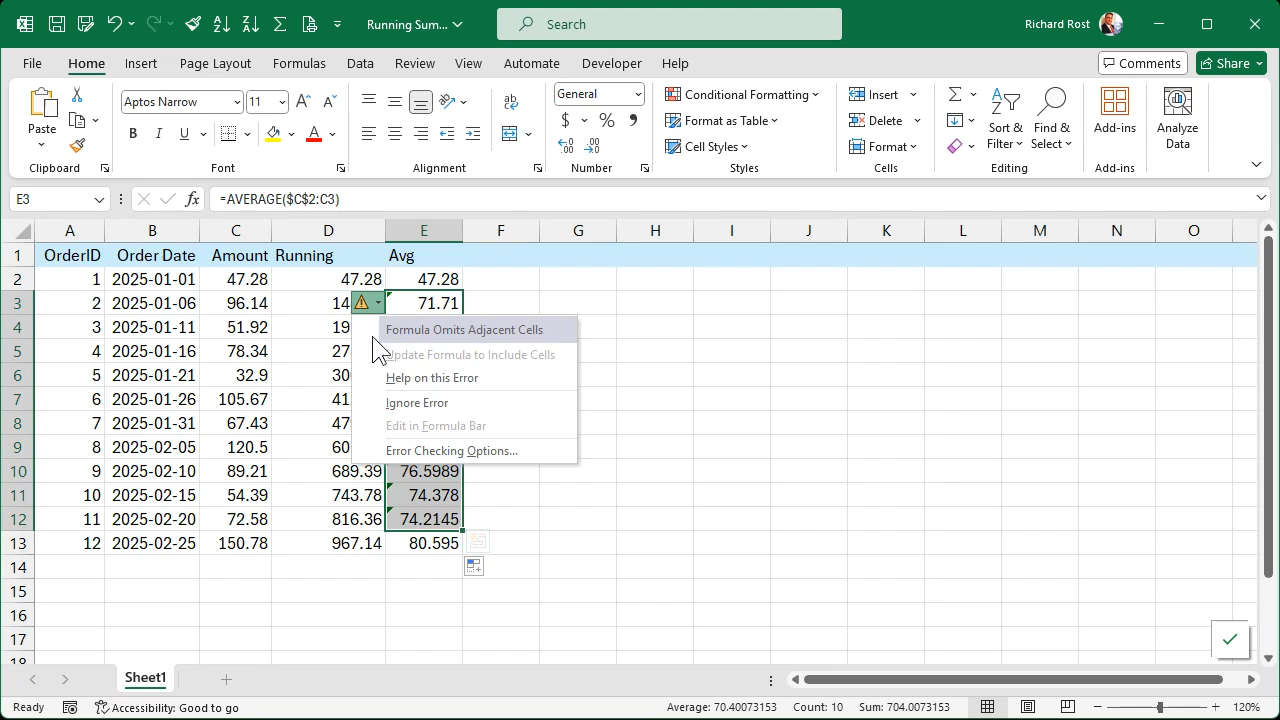 Running Sum...
Search
Richard Rost
File Home Insert Page Layout Formulas Data Review View Automate Developer Help
Comments Share
Paste
Clipboard
Aptos Narrow 11
B I U
Font
ab
Alignment
General
$ % ,
Number
Conditional Formatting
Format as Table
Cell Styles
Styles
Insert
Delete
Format
Cells
Sort & Filter
Find & Select
Editing
Add-ins
Add-ins
Analyze Data
E3 fx =AVERAGE($C$2:C3)
A B C D E F G H I J K L M N O
1 OrderID Order Date Amount Running Avg
2 1 2025-01-01 47.28 47.28 47.28
3 2 2025-01-06 96.14 14 71.71
4 3 2025-01-11 51.92 19
5 4 2025-01-16 78.34 27
6 5 2025-01-21 32.9 30
7 6 2025-01-26 105.67 41
8 7 2025-01-31 67.43 47
9 8 2025-02-05 120.5 60
10 9 2025-02-10 89.21 689.39 76.5989
11 10 2025-02-15 54.39 743.78 74.378
12 11 2025-02-20 72.58 816.36 74.2145
13 12 2025-02-25 150.78 967.14 80.595
14
15
16
17
18
Formula Omits Adjacent Cells
Update Formula to Include Cells
Help on this Error
Ignore Error
Edit in Formula Bar
Error Checking Options...
Sheet1
Ready Accessibility: Good to go Average: 70.40073153 Count: 10 Sum: 704.0073153 120%